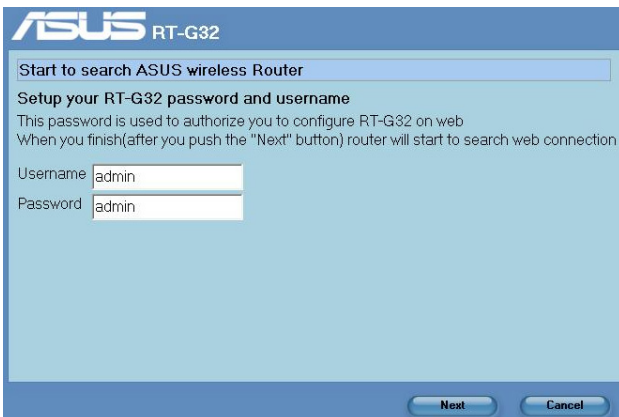 ASUS RT-G32
Start to search ASUS wireless Router
Setup your RT-G32 password and username
This password is used to authorize you to configure RT-G32 on web
When you finish(after you push the "Next" button) router will start to search web connection
Username admin
Password admin
Next Cancel